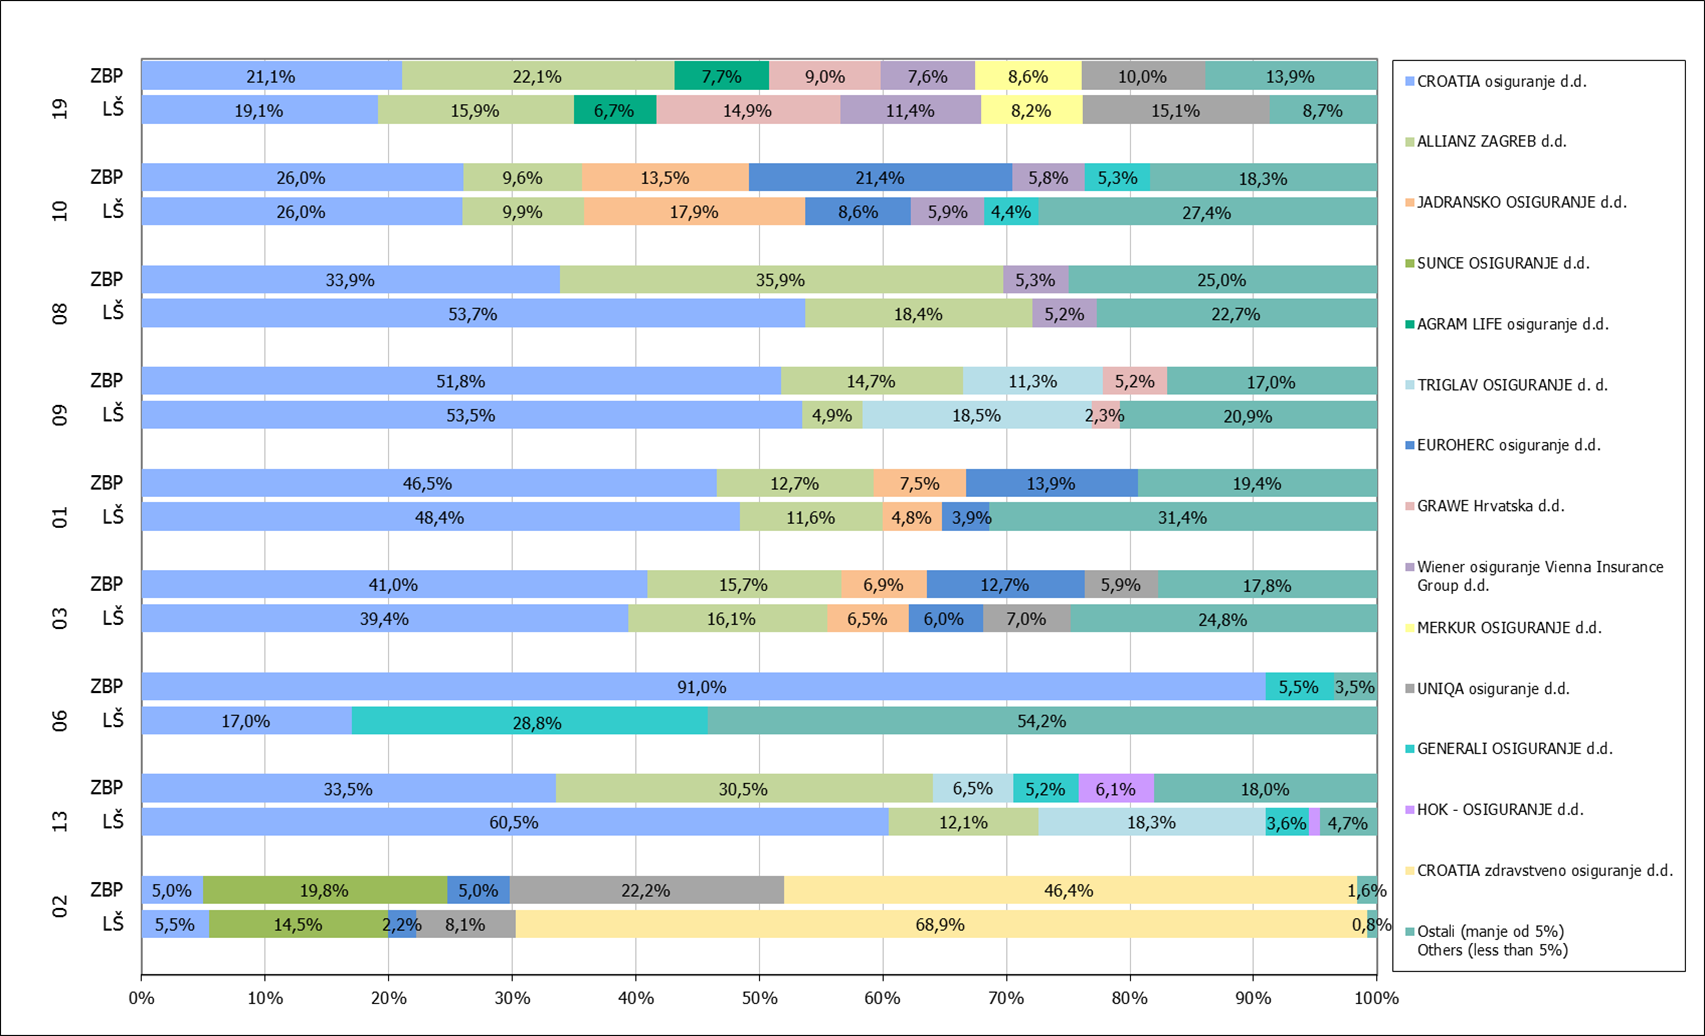 19
ZBP 21,1% 22,1% 7,7% 9,0% 7,6% 8,6% 10,0% 13,9%
LŠ 19,1% 15,9% 6,7% 14,9% 11,4% 8,2% 15,1% 8,7%
10
ZBP 26,0% 9,6% 13,5% 21,4% 5,8% 5,3% 18,3%
LŠ 26,0% 9,9% 17,9% 8,6% 5,9% 4,4% 27,4%
08
ZBP 33,9% 35,9% 5,3% 25,0%
LŠ 53,7% 18,4% 5,2% 22,7%
09
ZBP 51,8% 14,7% 11,3% 5,2% 17,0%
LŠ 53,5% 4,9% 18,5% 2,3% 20,9%
01
ZBP 46,5% 12,7% 7,5% 13,9% 19,4%
LŠ 48,4% 11,6% 4,8% 3,9% 31,4%
03
ZBP 41,0% 15,7% 6,9% 12,7% 5,9% 17,8%
LŠ 39,4% 16,1% 6,5% 6,0% 7,0% 24,8%
06
ZBP 91,0% 5,5% 3,5%
LŠ 17,0% 28,8% 54,2%
13
ZBP 33,5% 30,5% 6,5% 5,2% 6,1% 18,0%
LŠ 60,5% 12,1% 18,3% 3,6% 4,7%
02
ZBP 5,0% 19,8% 5,0% 22,2% 46,4% 1,6%
LŠ 5,5% 14,5% 2,2% 8,1% 68,9% 0,8%
0% 10% 20% 30% 40% 50% 60% 70% 80% 90% 100%
CROATIA osiguranje d.d.
ALLIANZ ZAGREB d.d.
JADRANSKO OSIGURANJE d.d.
SUNCE OSIGURANJE d.d.
AGRAM LIFE osiguranje d.d.
TRIGLAV OSIGURANJE d. d.
EUROHERC osiguranje d.d.
GRAWE Hrvatska d.d.
Wiener osiguranje Vienna Insurance
Group d.d.
MERKUR OSIGURANJE d.d.
UNIQA osiguranje d.d.
GENERALI OSIGURANJE d.d.
HOK - OSIGURANJE d.d.
CROATIA zdravstveno osiguranje d.d.
Ostali (manje od 5%)
Others (less than 5%)